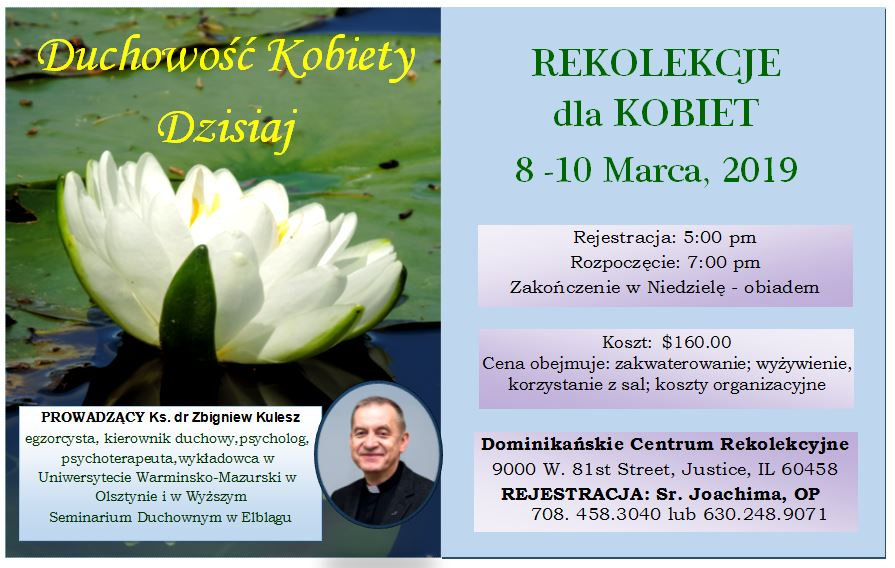 Duchowość Kobiety
Dzisiaj
PROWADZĄCY Ks. dr Zbigniew Kulesz
egzorcysta, kierownik duchowy,psycholog,
psychoterapeuta,wykładowca w
Uniwersytecie Warminsko-Mazurski w
Olsztynie i w Wyższym
Seminarium Duchownym w Elblagu
REKOLEKCJE
dla KOBIET
8 -10 Marca, 2019
Rejestracja: 5:00 pm
Rozpoczęcie: 7:00 pm
Zakończenie w Niedzielę - obiadem
Koszt: $160.00
Cena obejmuje: zakwaterowanie; wyżywienie,
korzystanie z sal; koszty organizacyjne
Dominikańskie Centrum Rekolekcyjne
9000 W. 81st Street, Justice, IL 60458
REJESTRACJA: Sr. Joachima, OP
708. 458.3040 lub 630.248.9071